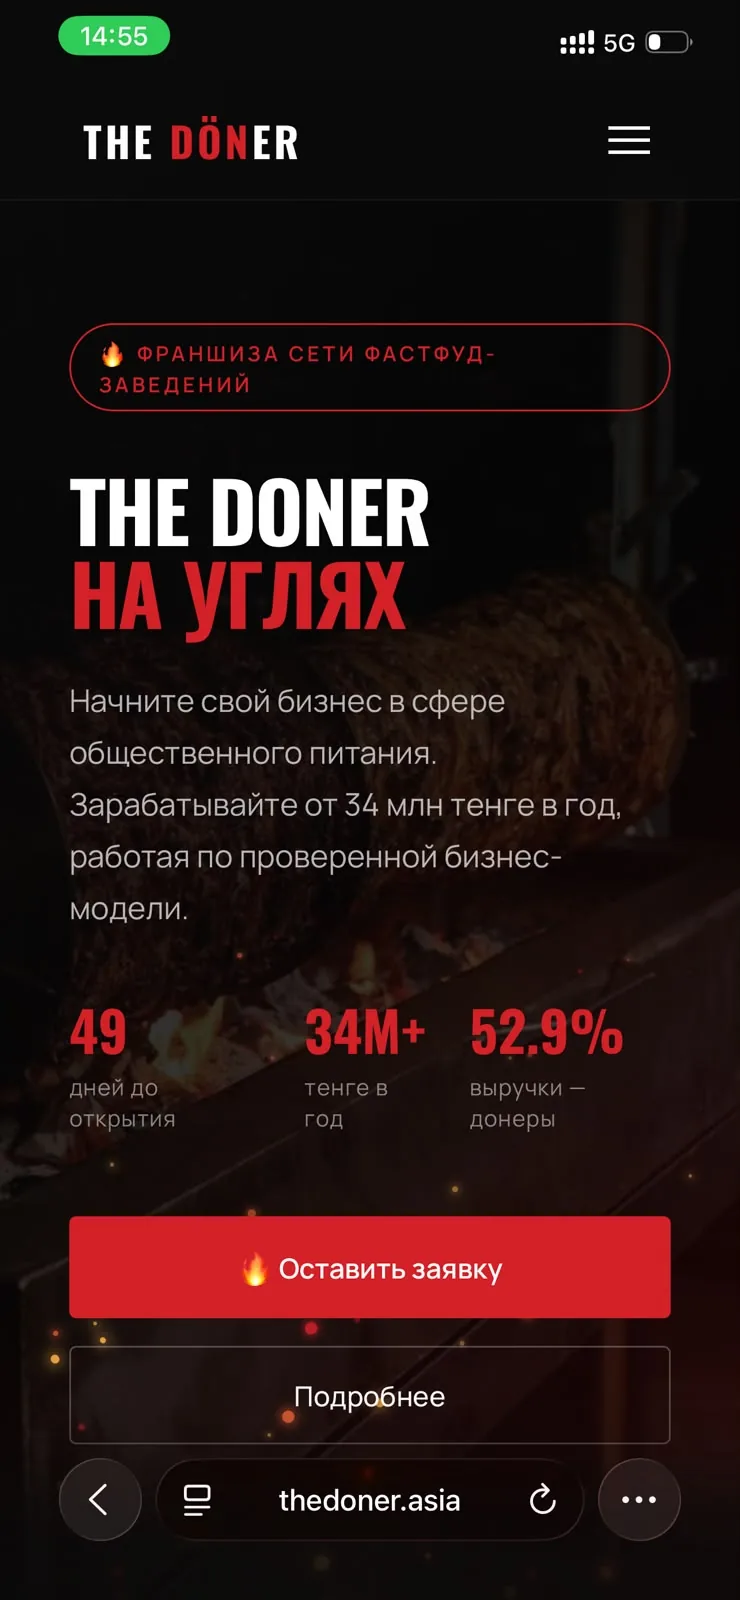 14:55 5G
THE DÖNER
🔥 ФРАНШИЗА СЕТИ ФАСТФУД-
ЗАВЕДЕНИЙ
THE DONER
НА УГЛЯХ
Начните свой бизнес в сфере
общественного питания.
Зарабатывайте от 34 млн тенге в год,
работая по проверенной бизнес-
модели.
49 34M+ 52.9%
дней до тенге в выручки —
открытия год донеры
🔥 Оставить заявку
Подробнее
thedoner.asia